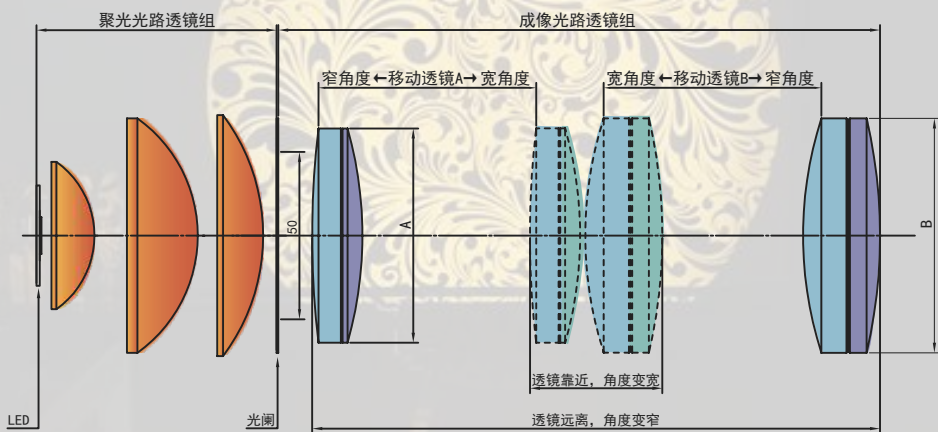 聚光光路透镜组
成像光路透镜组
窄角度←移动透镜A→宽角度
宽角度←移动透镜B→窄角度
50
A
B
透镜靠近，角度变宽
LED
光阑
透镜远离，角度变窄